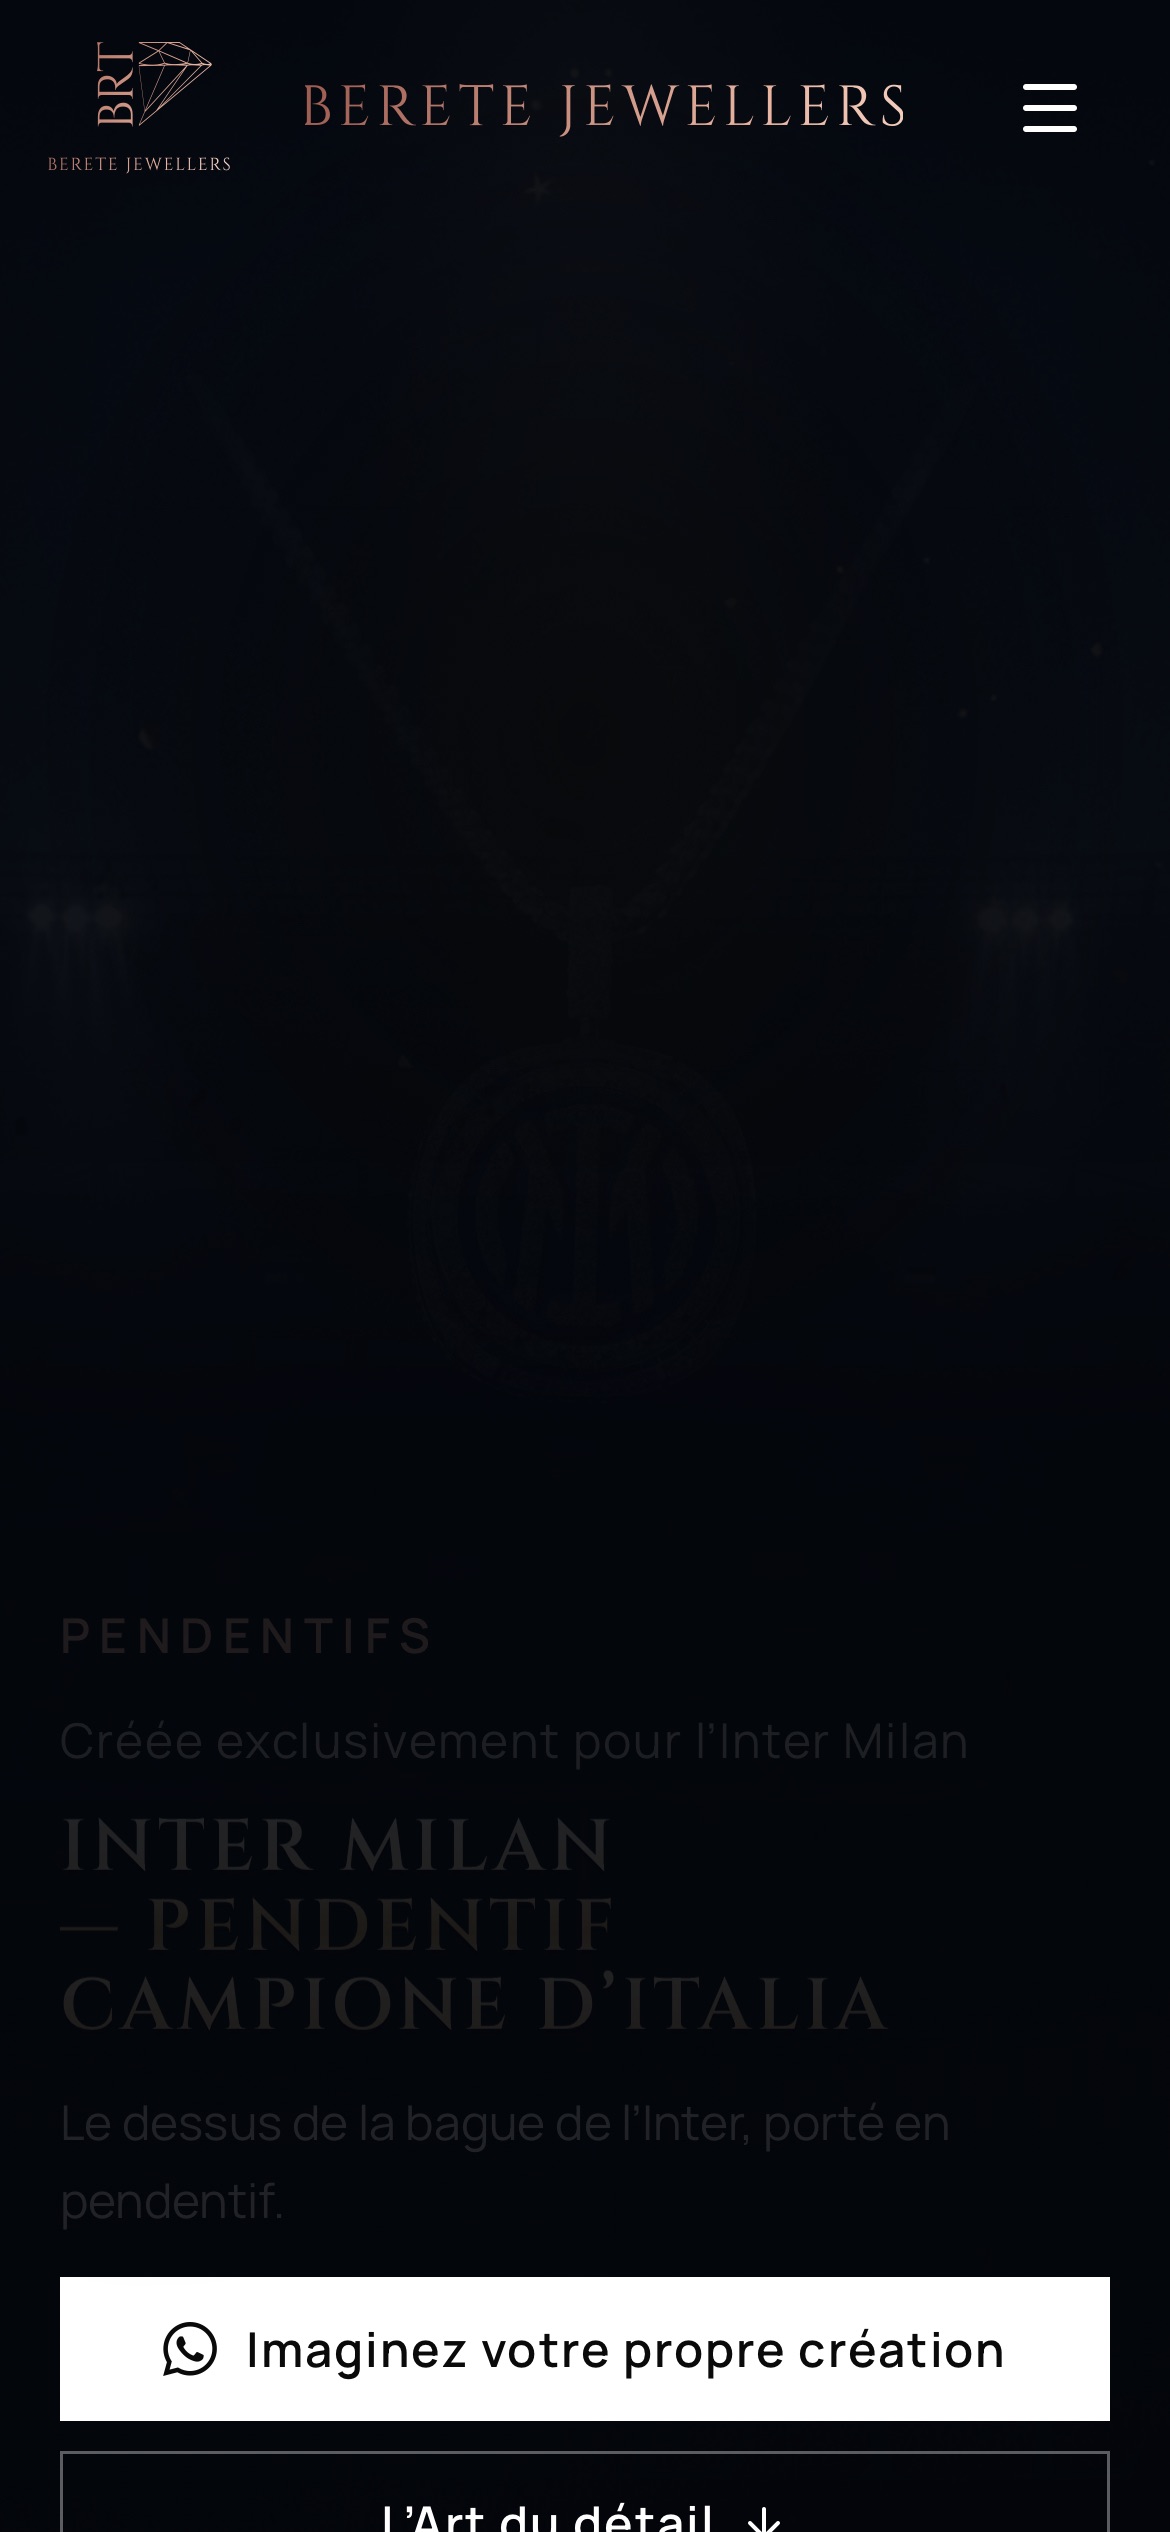 BRT
BERETE JEWELLERS
BERETE JEWELLERS
PENDENTIFS
Créée exclusivement pour l’Inter Milan
INTER MILAN
— PENDENTIF
CAMPIONE D’ITALIA
Le dessus de la bague de l’Inter, porté en
pendentif.
Imaginez votre propre création
L’Art du détail ↓